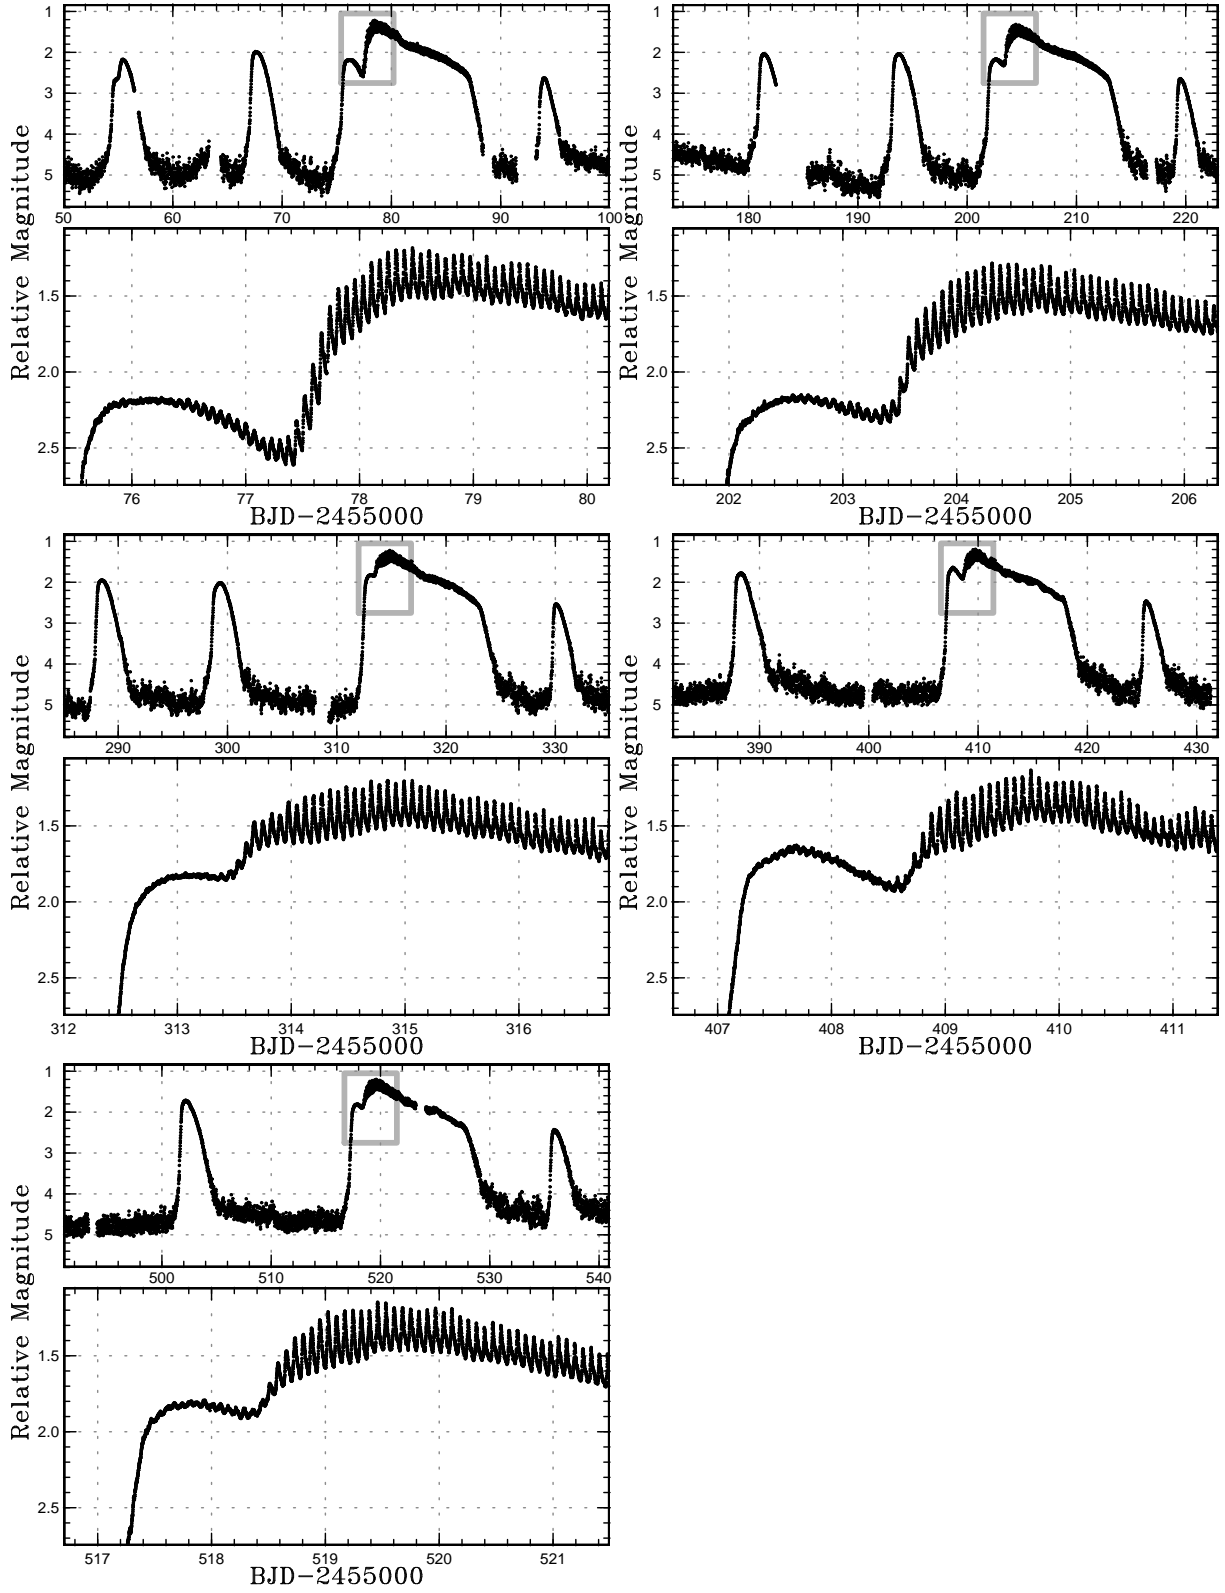 1
2
3
4
5
50 60 70 80 90 100
1.5
2.0
2.5
76 77 78 79 80
BJD−2455000
Relative Magnitude
1
2
3
4
5
180 190 200 210 220
1.5
2.0
2.5
202 203 204 205 206
BJD−2455000
Relative Magnitude
1
2
3
4
5
290 300 310 320 330
1.5
2.0
2.5
312 313 314 315 316
BJD−2455000
Relative Magnitude
1
2
3
4
5
390 400 410 420 430
1.5
2.0
2.5
407 408 409 410 411
BJD−2455000
Relative Magnitude
1
2
3
4
5
500 510 520 530 540
1.5
2.0
2.5
517 518 519 520 521
BJD−2455000
Relative Magnitude